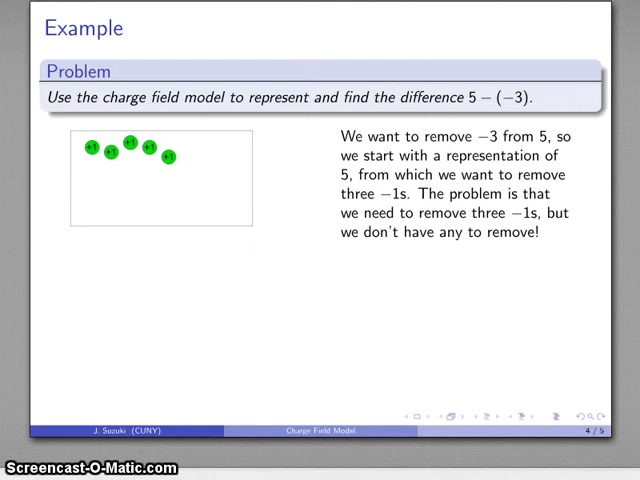 Example
Problem
Use the charge field model to represent and find the difference 5 − (−3).
+1
+1
+1
+1
+1
We want to remove −3 from 5, so
we start with a representation of
5, from which we want to remove
three −1s. The problem is that
we need to remove three −1s, but
we don't have any to remove!
J. Suzuki (CUNY)
Charge Field Model
4 / 5
Screencast-O-Matic.com